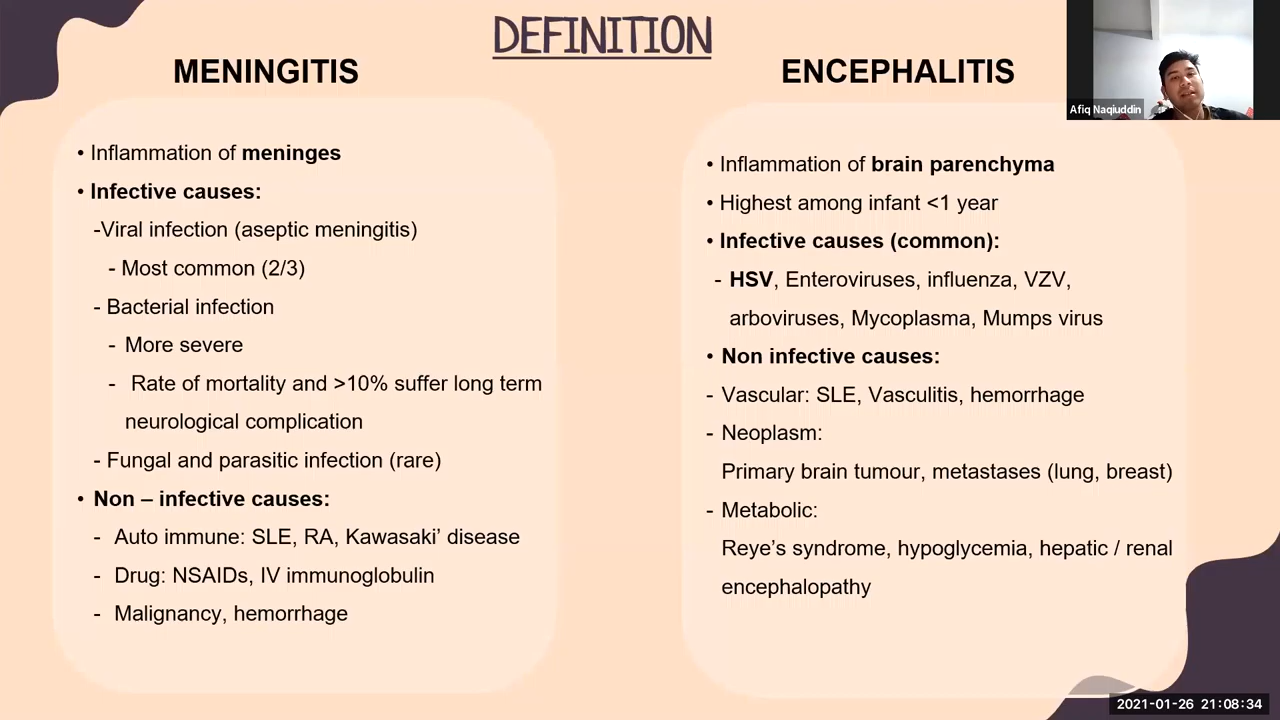 DEFINITION
MENINGITIS
• Inflammation of meninges
• Infective causes:
-Viral infection (aseptic meningitis)
- Most common (2/3)
- Bacterial infection
- More severe
- Rate of mortality and >10% suffer long term
neurological complication
- Fungal and parasitic infection (rare)
• Non – infective causes:
- Auto immune: SLE, RA, Kawasaki’ disease
- Drug: NSAIDs, IV immunoglobulin
- Malignancy, hemorrhage
ENCEPHALITIS
• Inflammation of brain parenchyma
• Highest among infant <1 year
• Infective causes (common):
- HSV, Enteroviruses, influenza, VZV,
arboviruses, Mycoplasma, Mumps virus
• Non infective causes:
- Vascular: SLE, Vasculitis, hemorrhage
- Neoplasm:
Primary brain tumour, metastases (lung, breast)
- Metabolic:
Reye’s syndrome, hypoglycemia, hepatic / renal
encephalopathy
Afiq Naqiuddin
2021-01-26 21:08:34